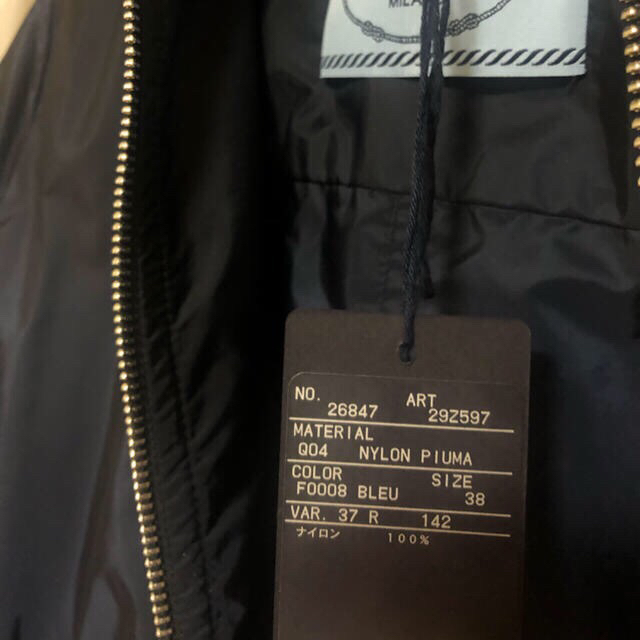 NO. ART
26847 29Z597
MATERIAL
Q04 NYLON PIUMA
COLOR SIZE
F0008 BLEU 38
VAR. 37 R 142
ナイロン 100%